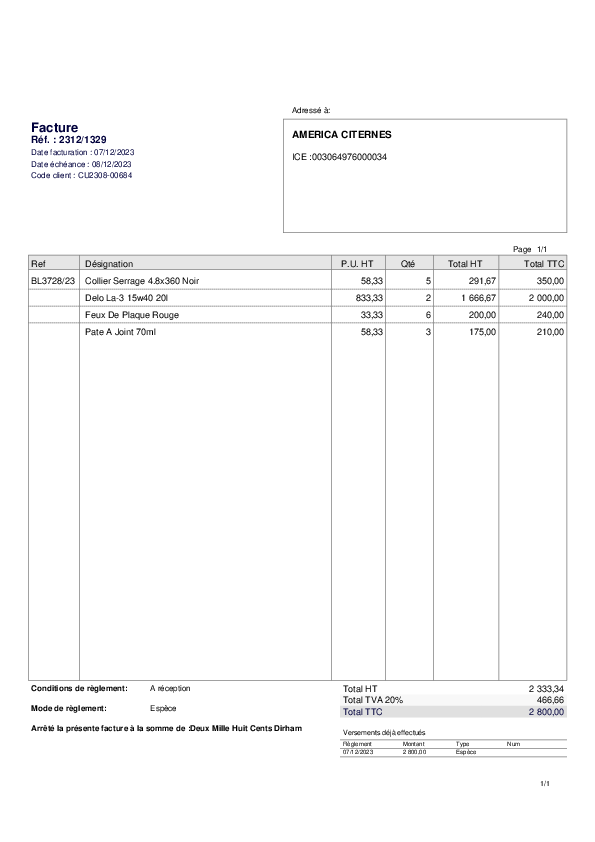 Adressé à:
Facture
Réf. : 2312/1329
Date facturation : 07/12/2023
Date échéance : 08/12/2023
Code client : CU2308-00684
AMERICA CITERNES
ICE :003064976000034
Page 1/1
Ref Désignation P.U. HT Qté Total HT Total TTC
BL3728/23 Collier Serrage 4.8x360 Noir 58,33 5 291,67 350,00
Delo La-3 15w40 20l 833,33 2 1 666,67 2 000,00
Feux De Plaque Rouge 33,33 6 200,00 240,00
Pate A Joint 70ml 58,33 3 175,00 210,00
Conditions de règlement: A réception
Mode de règlement: Espèce
Arrêté la présente facture à la somme de :Deux Mille Huit Cents Dirham
Total HT 2 333,34
Total TVA 20% 466,66
Total TTC 2 800,00
Versements déjà effectués
Règlement Montant Type Num
07/12/2023 2 800,00 Espèce
1/1